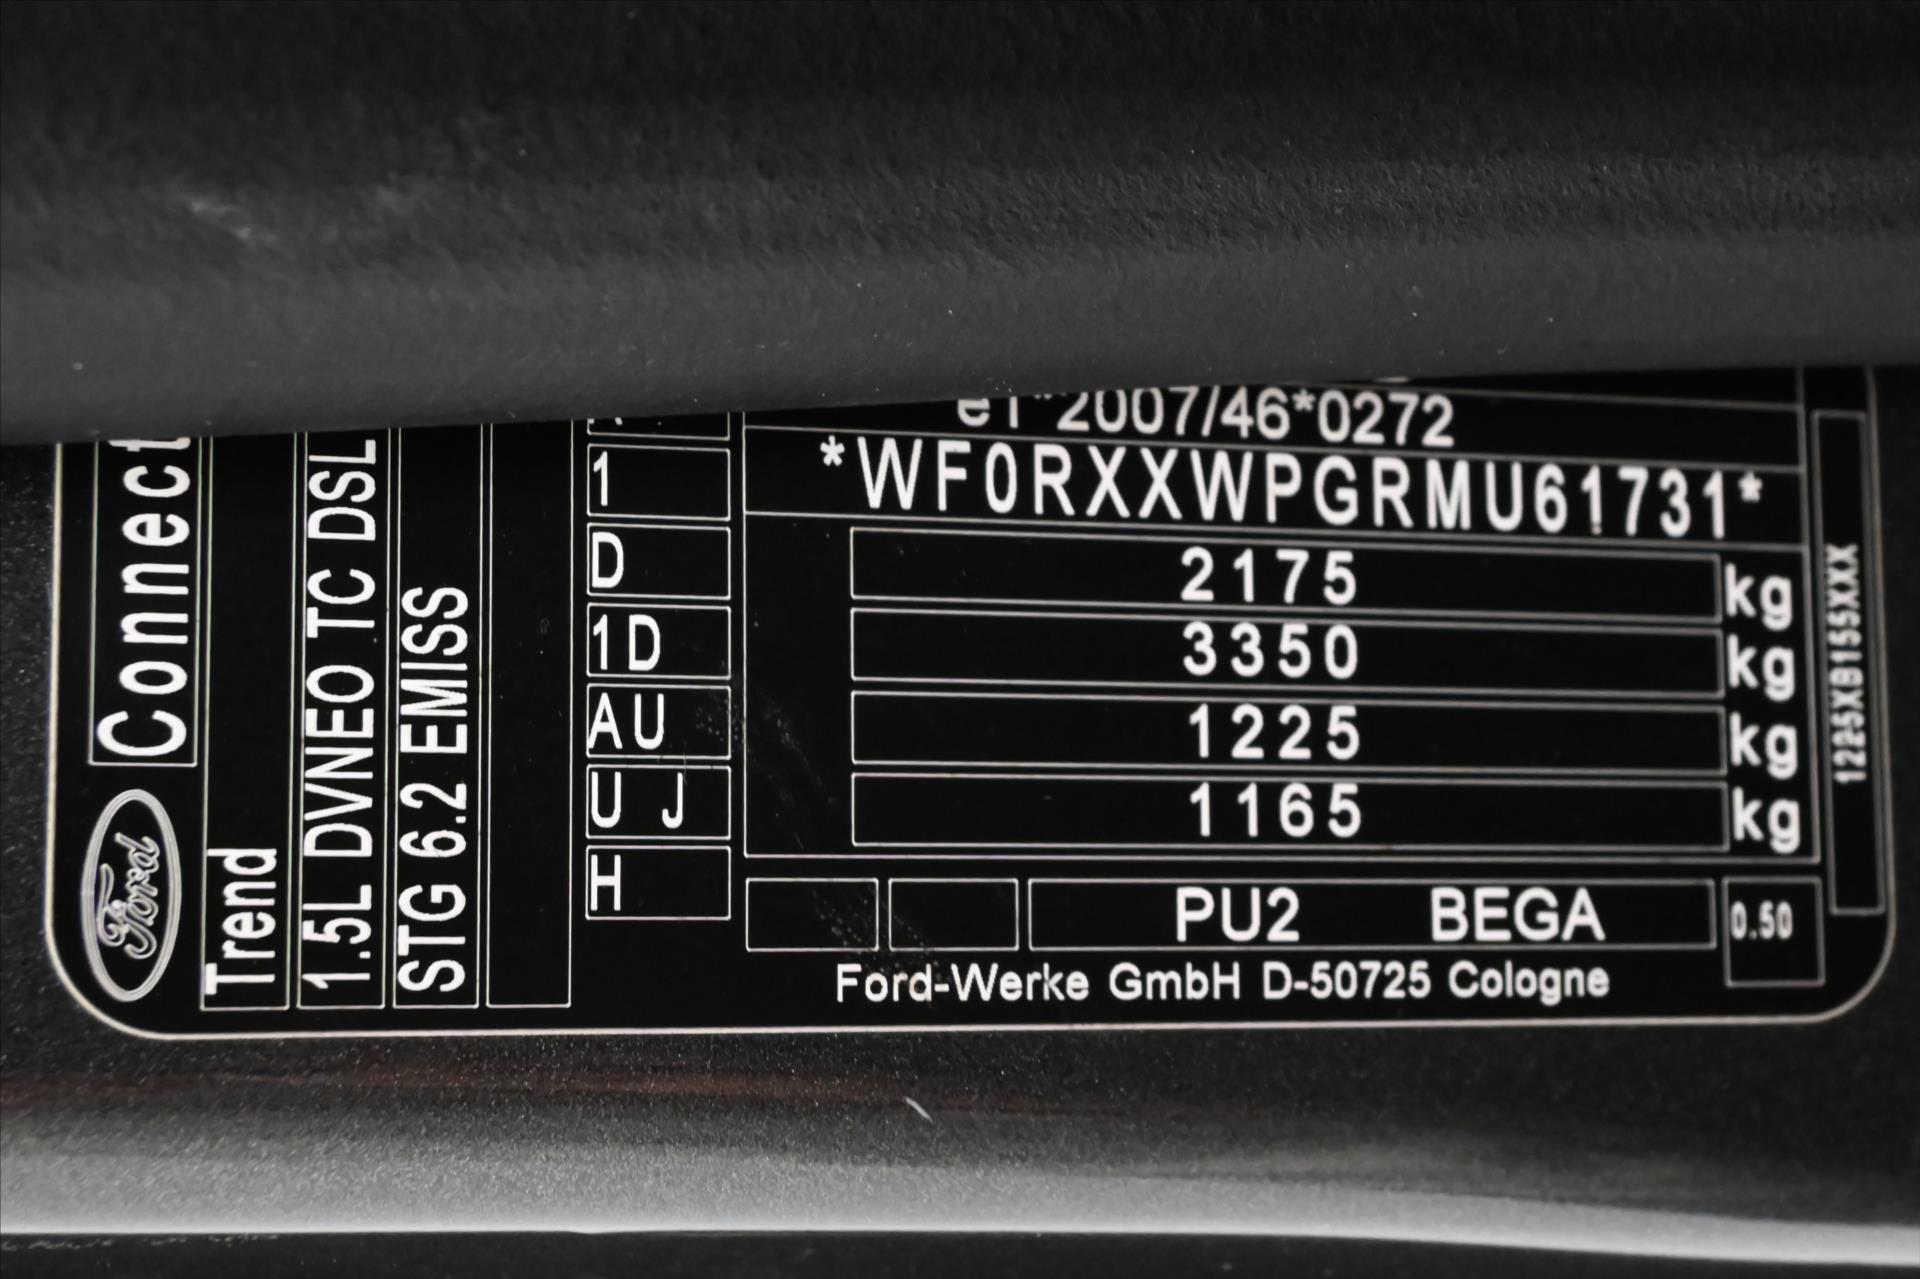 Connect
Ford
Trend
1.5L DVNEO TC DSL
STG 6.2 EMISS
1
D
1D
AU
U J
H
e1*2007/46*0272
*WF0RXXWPGRMU61731*
2175 kg
3350 kg
1225 kg
1165 kg
PU2 BEGA
0.50
Ford-Werke GmbH D-50725 Cologne
1225XB155XXX